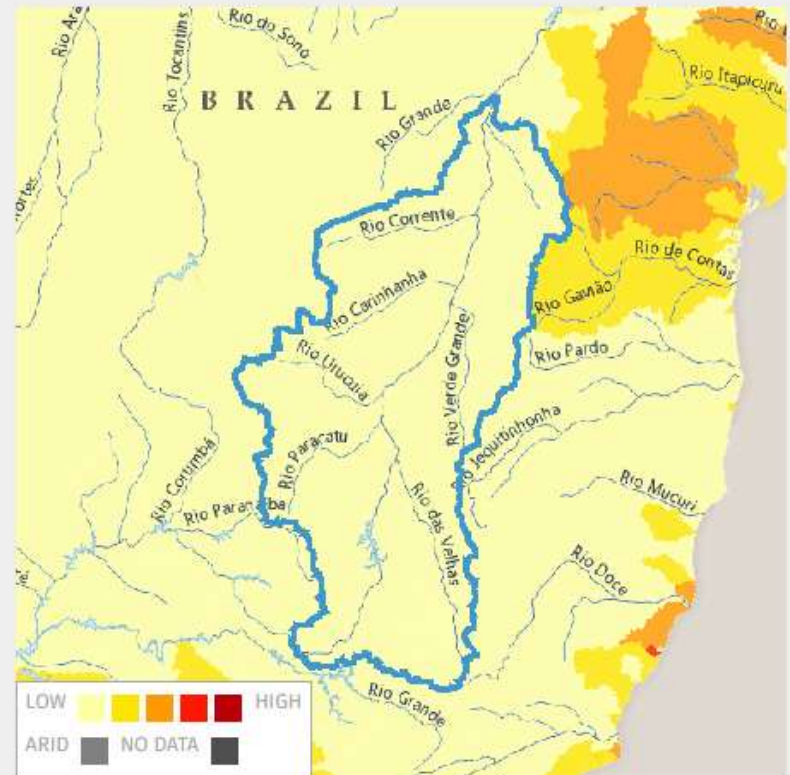 Rio do Sono
Rio Tocantins
BRAZIL
Rio Itapicuru
Rio Grande
Rio Corrente
Rio de Contas
Rio Carinhanha
Rio Gavião
Rio Urucuia
Rio Verde Grande
Rio Pardo
Rio Paracatu
Rio Jequitinhonha
Rio Corumbá
Rio Paranaíba
Rio das Velhas
Rio Mucuri
Rio Doce
Rio Grande
LOW HIGH
ARID NO DATA